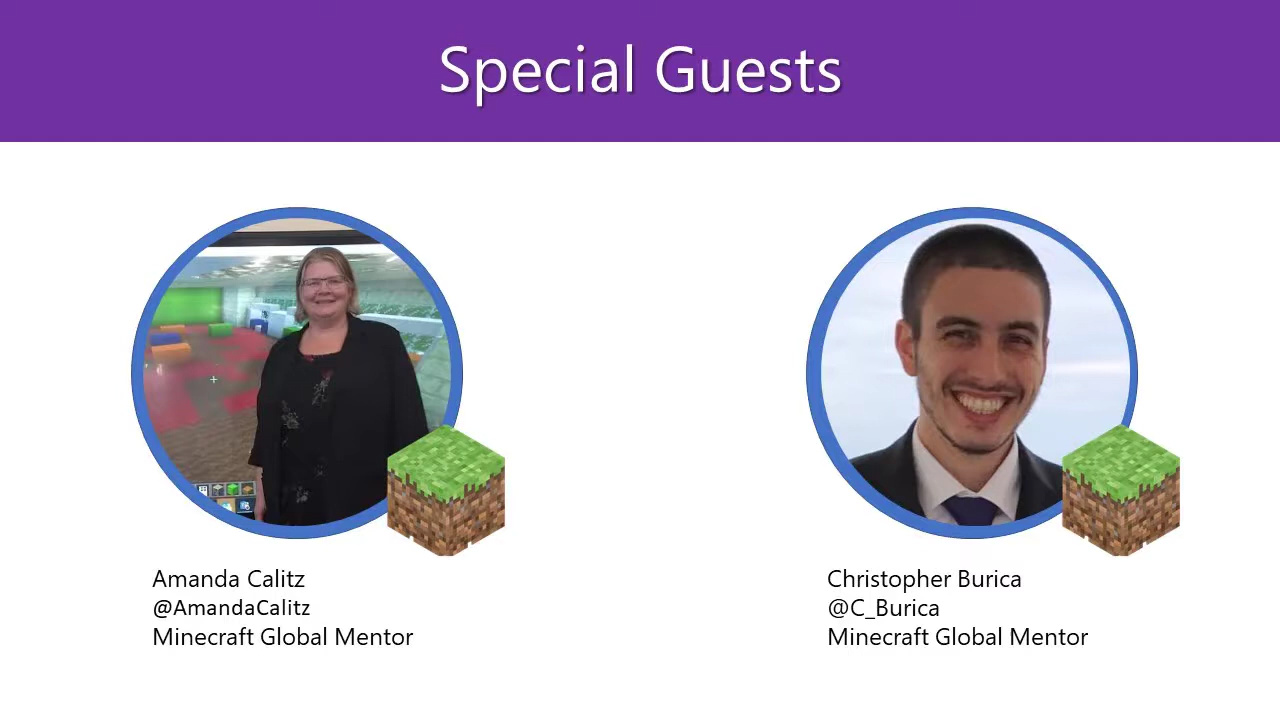 Special Guests
Amanda Calitz
@AmandaCalitz
Minecraft Global Mentor
Christopher Burica
@C_Burica
Minecraft Global Mentor